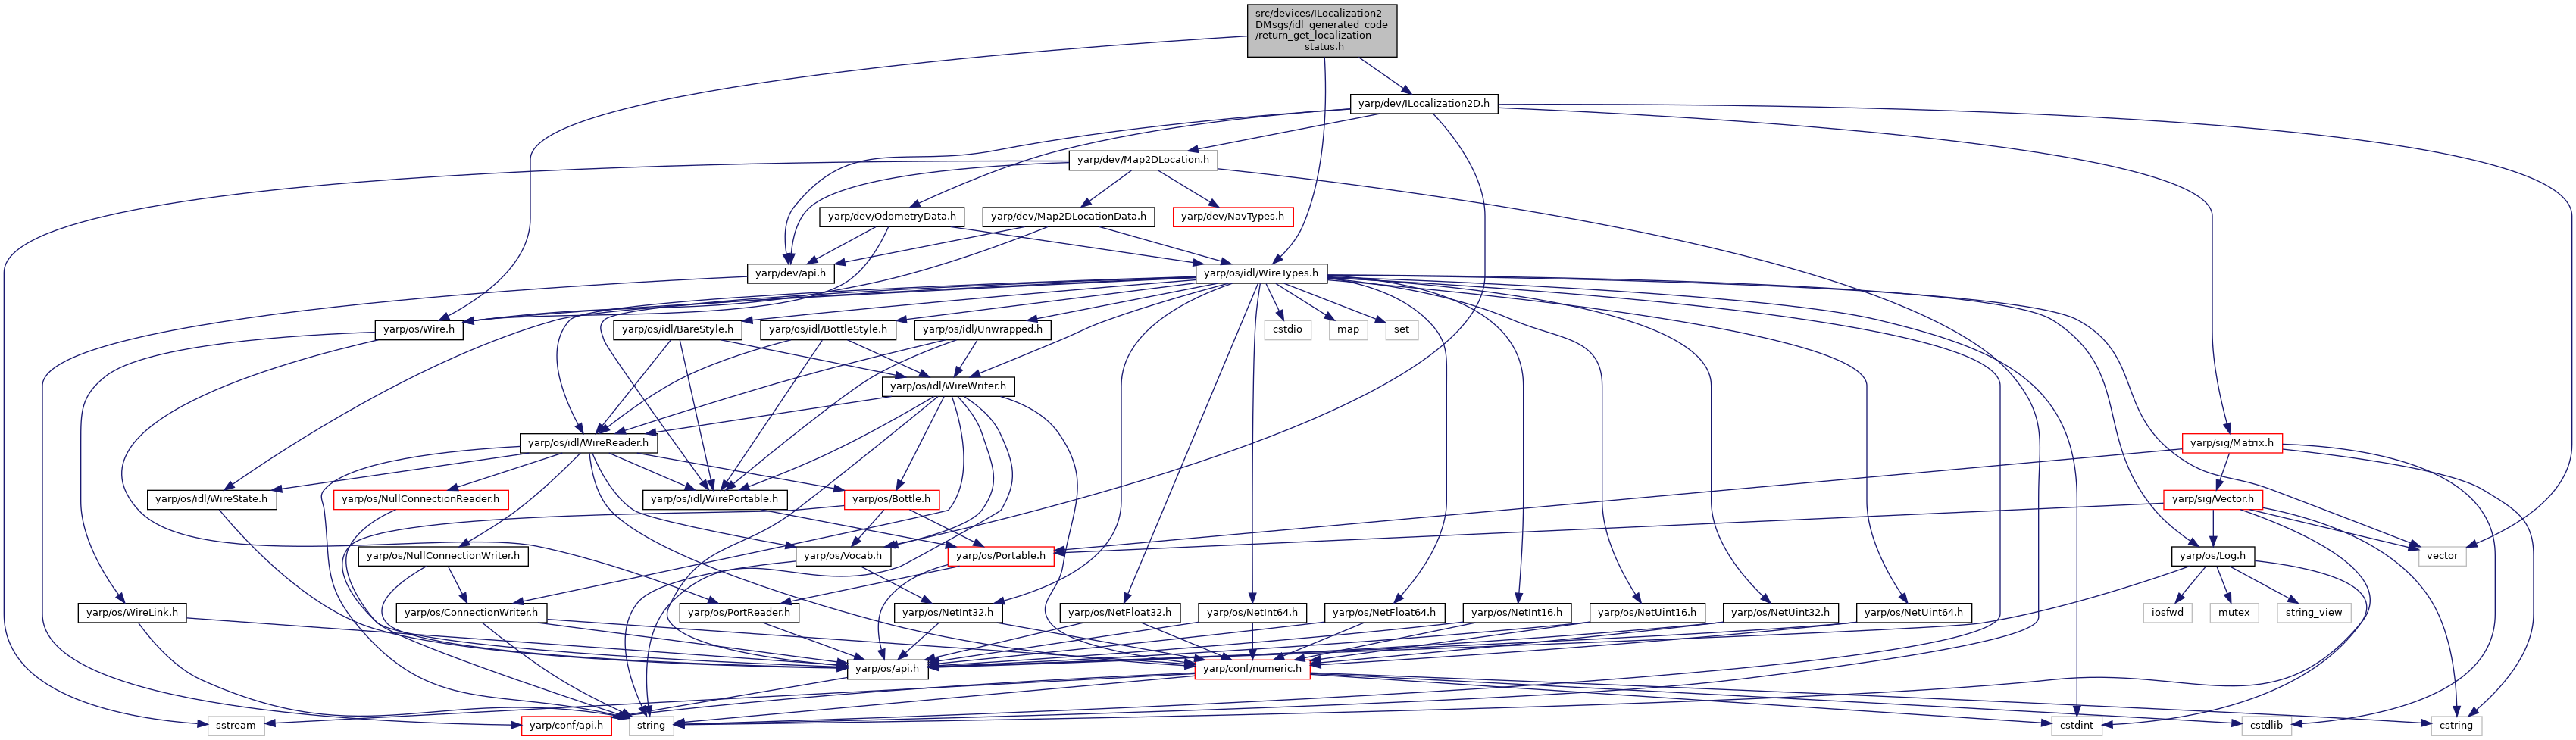 src/devices/ILocalization2
DMsgs/idl_generated_code
/return_get_localization
_status.h
yarp/dev/ILocalization2D.h
yarp/dev/Map2DLocation.h
yarp/dev/OdometryData.h
yarp/dev/Map2DLocationData.h
yarp/dev/NavTypes.h
yarp/dev/api.h
yarp/os/idl/WireTypes.h
yarp/os/Wire.h
yarp/os/idl/BareStyle.h
yarp/os/idl/BottleStyle.h
yarp/os/idl/Unwrapped.h
cstdio
map
set
yarp/os/idl/WireWriter.h
yarp/os/idl/WireReader.h
yarp/sig/Matrix.h
yarp/os/idl/WireState.h
yarp/os/NullConnectionReader.h
yarp/os/idl/WirePortable.h
yarp/os/Bottle.h
yarp/sig/Vector.h
yarp/os/NullConnectionWriter.h
yarp/os/Vocab.h
yarp/os/Portable.h
yarp/os/Log.h
vector
yarp/os/WireLink.h
yarp/os/ConnectionWriter.h
yarp/os/PortReader.h
yarp/os/NetInt32.h
yarp/os/NetFloat32.h
yarp/os/NetInt64.h
yarp/os/NetFloat64.h
yarp/os/NetInt16.h
yarp/os/NetUint16.h
yarp/os/NetUint32.h
yarp/os/NetUint64.h
iosfwd
mutex
string_view
yarp/os/api.h
yarp/conf/numeric.h
sstream
yarp/conf/api.h
string
cstdint
cstdlib
cstring